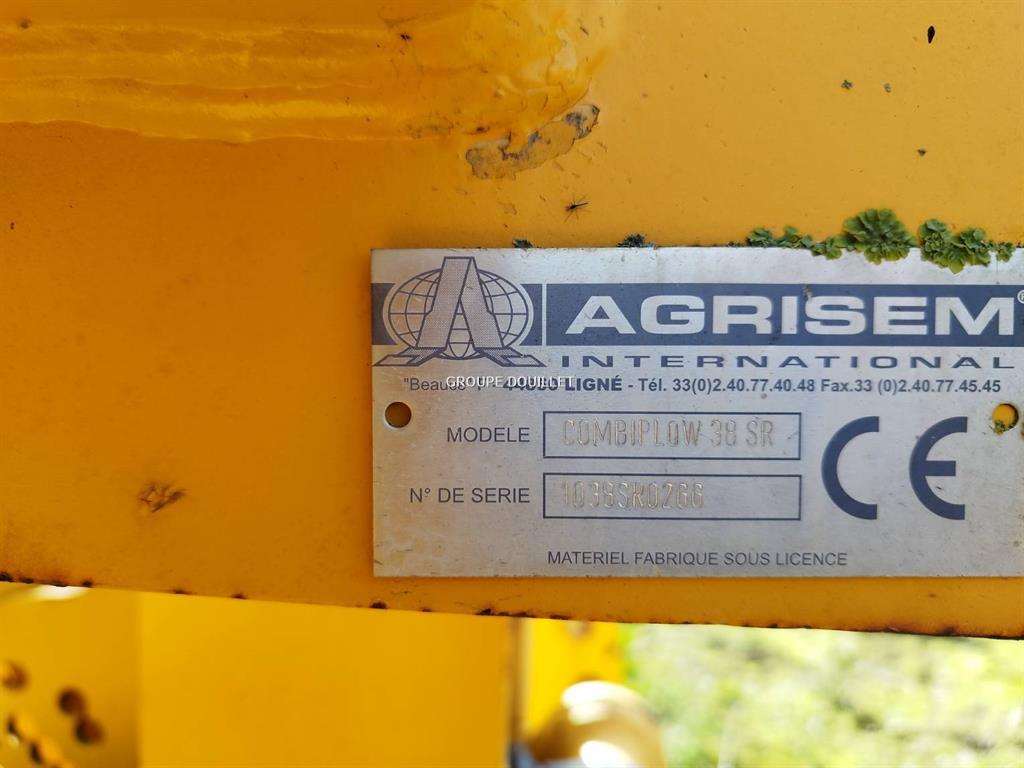 AGRISEM®
INTERNATIONAL
GROUPE DOUILLET
LIGNÉ - Tél. 33(0)2.40.77.40.48 Fax.33 (0)2.40.77.45.45
MODELE COMBIPLOW 38 SR
N° DE SERIE 1038SR0266
CE
MATERIEL FABRIQUE SOUS LICENCE